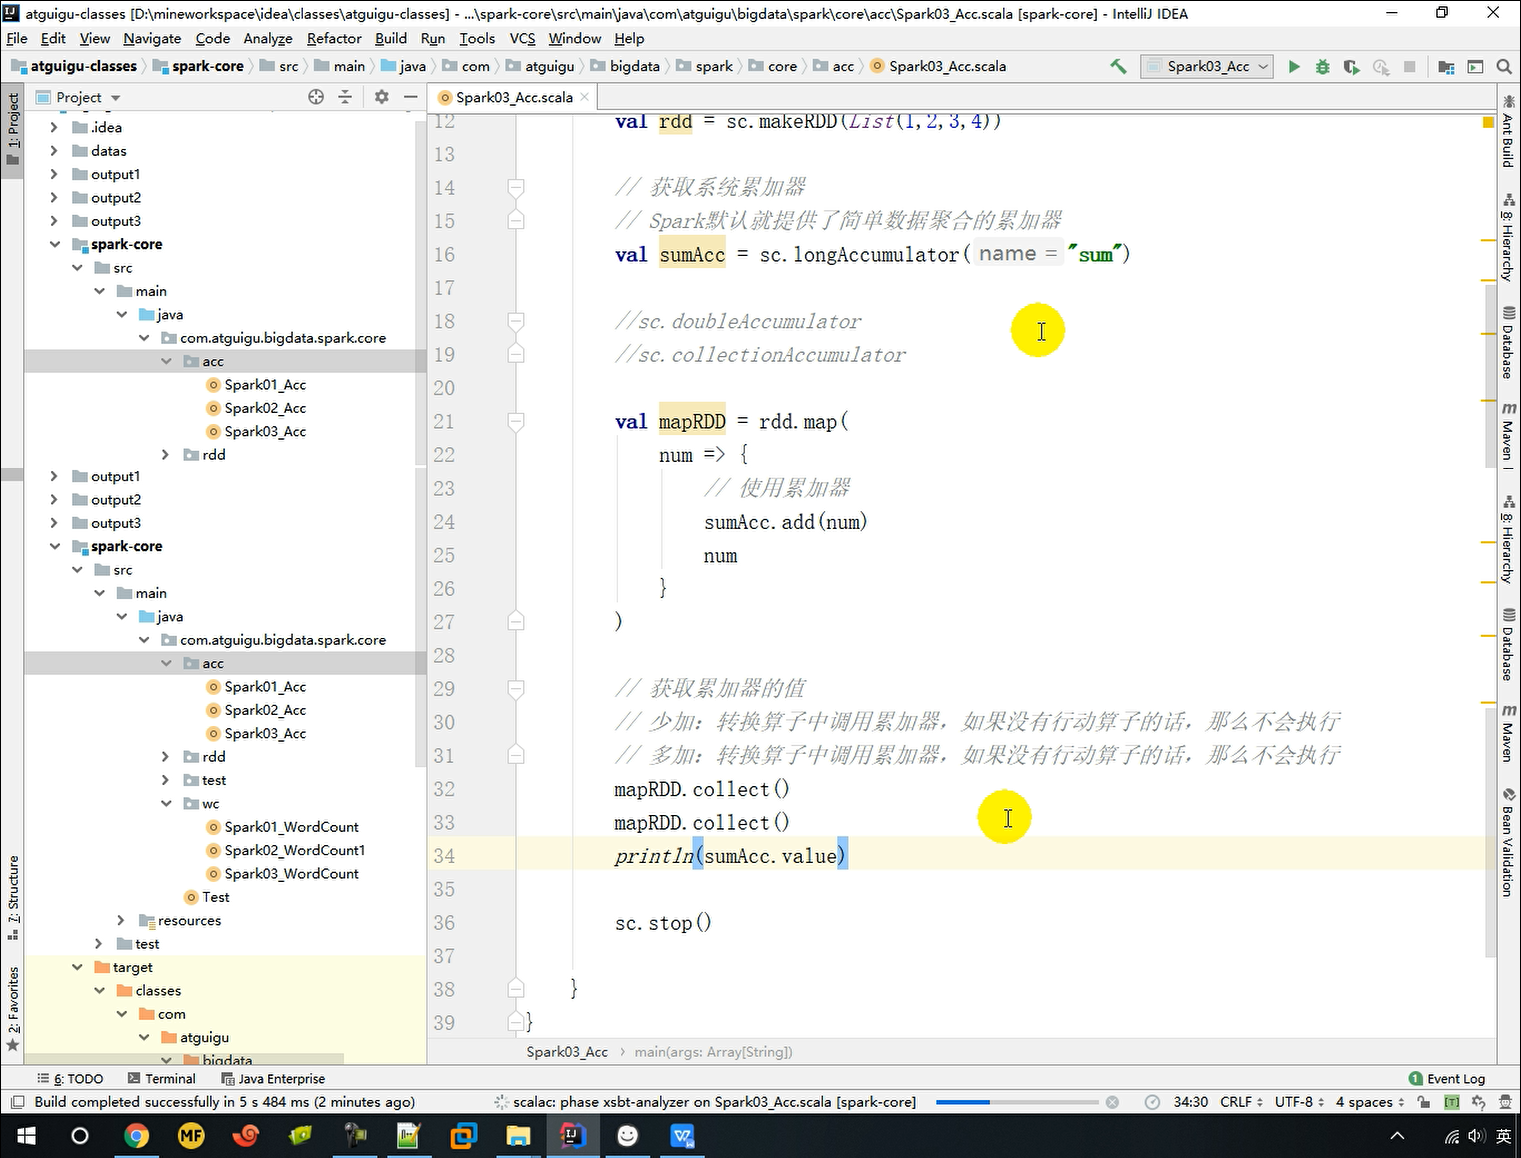 atguigu-classes [D:\mineworkspace\idea\classes\atguigu-classes] - ...\spark-core\src\main\java\com\atguigu\bigdata\spark\core\acc\Spark03_Acc.scala [spark-core] - IntelliJ IDEA
File Edit View Navigate Code Analyze Refactor Build Run Tools VCS Window Help
atguigu-classes spark-core src main java com atguigu bigdata spark core acc Spark03_Acc.scala Spark03_Acc
Project
Spark03_Acc.scala
1: Project
7: Structure
2: Favorites
.idea
datas
output1
output2
output3
spark-core
src
main
java
com.atguigu.bigdata.spark.core
acc
Spark01_Acc
Spark02_Acc
Spark03_Acc
rdd
output1
output2
output3
spark-core
src
main
java
com.atguigu.bigdata.spark.core
acc
Spark01_Acc
Spark02_Acc
Spark03_Acc
rdd
test
wc
Spark01_WordCount
Spark02_WordCount1
Spark03_WordCount
Test
resources
test
target
classes
com
atguigu
bigdata
12 val rdd = sc.makeRDD(List(1,2,3,4))
13
14 // 获取系统累加器
15 // Spark默认就提供了简单数据聚合的累加器
16 val sumAcc = sc.longAccumulator( name = "sum")
17
18 //sc.doubleAccumulator
19 //sc.collectionAccumulator
20
21 val mapRDD = rdd.map(
22 num => {
23 // 使用累加器
24 sumAcc.add(num)
25 num
26 }
27 )
28
29 // 获取累加器的值
30 // 少加：转换算子中调用累加器，如果没有行动算子的话，那么不会执行
31 // 多加：转换算子中调用累加器，如果没有行动算子的话，那么不会执行
32 mapRDD.collect()
33 mapRDD.collect()
34 println(sumAcc.value)
35
36 sc.stop()
37
38 }
39 }
Spark03_Acc › main(args: Array[String])
Ant Build
8: Hierarchy
Database
Maven
8: Hierarchy
Database
Maven
Bean Validation
6: TODO Terminal Java Enterprise 1 Event Log
Build completed successfully in 5 s 484 ms (2 minutes ago) scalac: phase xsbt-analyzer on Spark03_Acc.scala [spark-core] 34:30 CRLF UTF-8 4 spaces
英